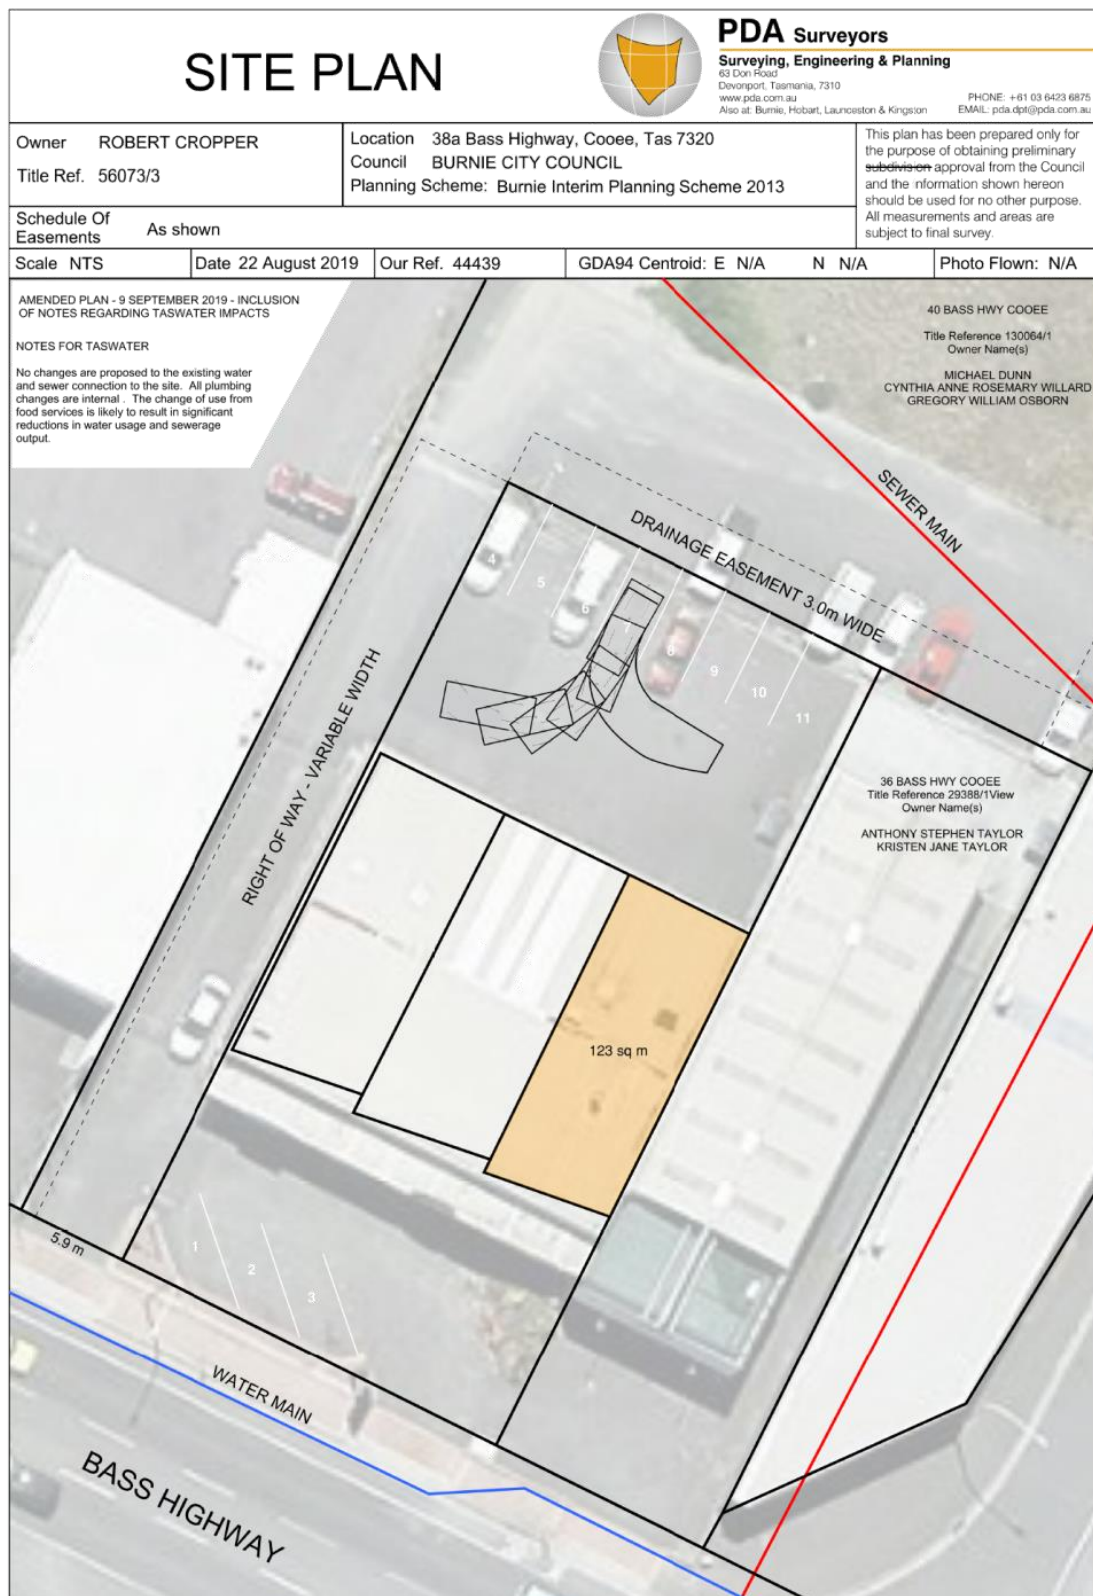 SITE PLAN
PDA Surveyors
Surveying, Engineering & Planning
63 Don Road
Devonport, Tasmania, 7310
www.pda.com.au
PHONE: +61 03 6423 6875
Also at: Burnie, Hobart, Launceston & Kingston
EMAIL: pda.dpt@pda.com.au
Owner ROBERT CROPPER
Title Ref. 56073/3
Location 38a Bass Highway, Cooee, Tas 7320
Council BURNIE CITY COUNCIL
Planning Scheme: Burnie Interim Planning Scheme 2013
This plan has been prepared only for
the purpose of obtaining preliminary
subdivision approval from the Council
and the information shown hereon
should be used for no other purpose.
All measurements and areas are
subject to final survey.
Schedule Of
Easements
As shown
Scale NTS
Date 22 August 2019
Our Ref. 44439
GDA94 Centroid: E N/A N N/A
Photo Flown: N/A
AMENDED PLAN - 9 SEPTEMBER 2019 - INCLUSION
OF NOTES REGARDING TASWATER IMPACTS
NOTES FOR TASWATER
No changes are proposed to the existing water
and sewer connection to the site. All plumbing
changes are internal . The change of use from
food services is likely to result in significant
reductions in water usage and sewerage
output.
40 BASS HWY COOEE
Title Reference 130064/1
Owner Name(s)
MICHAEL DUNN
CYNTHIA ANNE ROSEMARY WILLARD
GREGORY WILLIAM OSBORN
SEWER MAIN
DRAINAGE EASEMENT 3.0m WIDE
4
5
6
8
9
10
11
RIGHT OF WAY - VARIABLE WIDTH
36 BASS HWY COOEE
Title Reference 29388/1View
Owner Name(s)
ANTHONY STEPHEN TAYLOR
KRISTEN JANE TAYLOR
123 sq m
5.9 m
1
2
3
WATER MAIN
BASS HIGHWAY